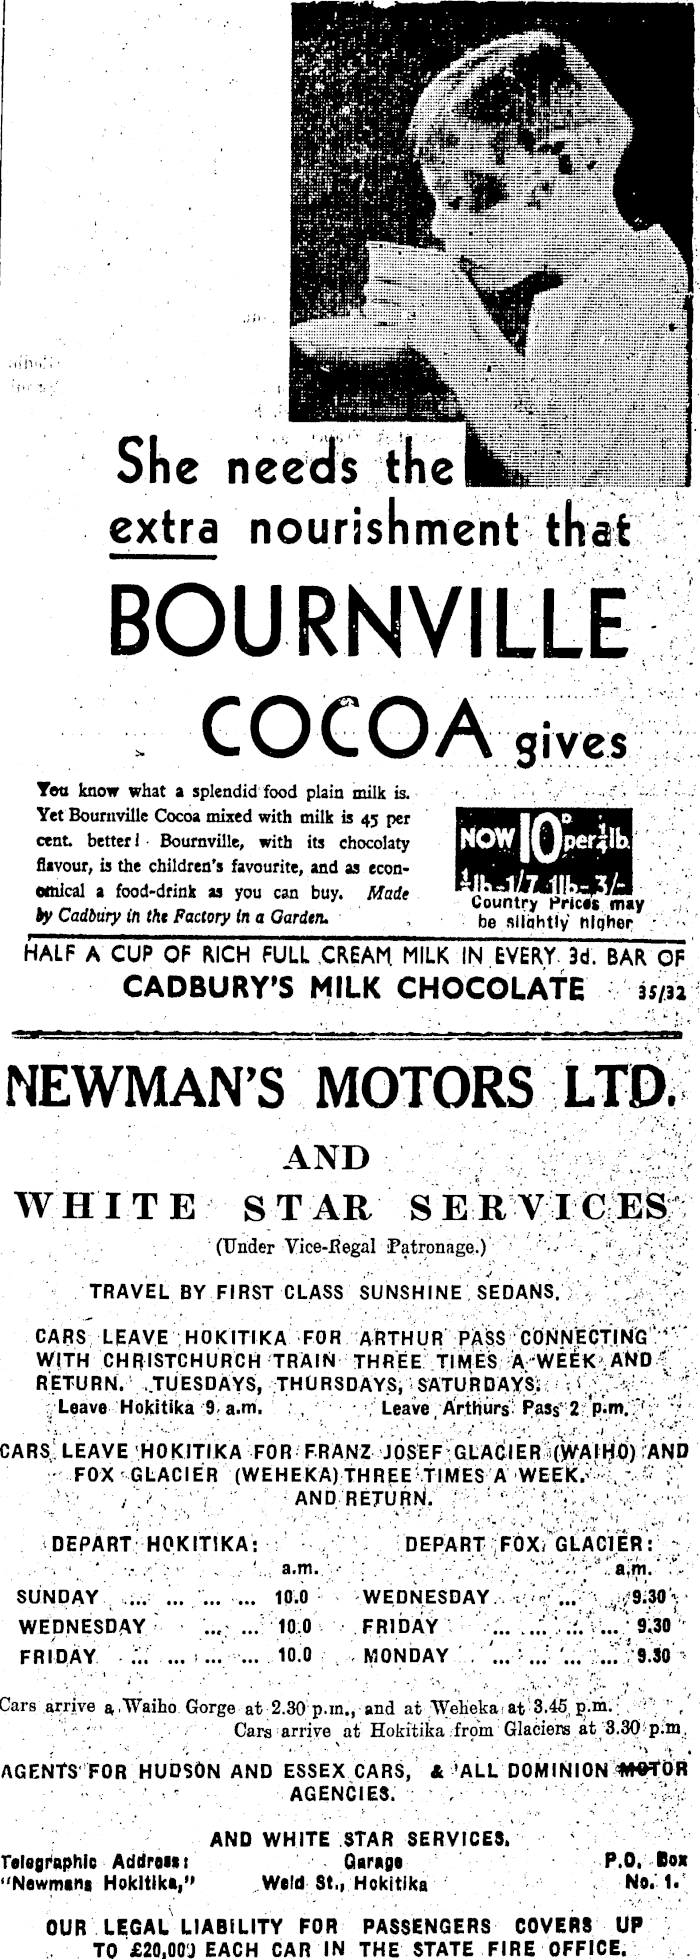 She needs the
extra nourishment that
BOURNVILLE
COCOA gives
You know what a splendid food plain milk is.
Yet Bournville Cocoa mixed with milk is 45 per
cent. better! Bournville, with its chocolaty
flavour, is the children's favourite, and as econ-
omical a food-drink as you can buy. Made
by Cadbury in the Factory in a Garden.
NOW 10D per ¼lb.
½lb-1/7 1lb-3/-
Country Prices may
be slightly higher
HALF A CUP OF RICH FULL CREAM MILK IN EVERY 3d. BAR OF
CADBURY'S MILK CHOCOLATE 35/32
NEWMAN'S MOTORS LTD.
AND
WHITE STAR SERVICES
(Under Vice-Regal Patronage.)
TRAVEL BY FIRST CLASS SUNSHINE SEDANS.
CARS LEAVE HOKITIKA FOR ARTHUR PASS CONNECTING
WITH CHRISTCHURCH TRAIN THREE TIMES A WEEK AND
RETURN. TUESDAYS, THURSDAYS, SATURDAYS.
Leave Hokitika 9 a.m. Leave Arthurs Pass 2 p.m.
CARS LEAVE HOKITIKA FOR FRANZ JOSEF GLACIER (WAIHO) AND
FOX GLACIER (WEHEKA) THREE TIMES A WEEK.
AND RETURN.
DEPART HOKITIKA: DEPART FOX GLACIER:
a.m. a.m.
SUNDAY ... ... ... ... 10.0 WEDNESDAY ... 9.30
WEDNESDAY ... ... 10.0 FRIDAY ... ... ... ... 9.30
FRIDAY ... ... ... ... 10.0 MONDAY ... ... ... ... 9.30
Cars arrive a Waiho Gorge at 2.30 p.m., and at Weheka at 3.45 p.m.
Cars arrive at Hokitika from Glaciers at 3.30 p.m.
AGENTS FOR HUDSON AND ESSEX CARS, & ALL DOMINION MOTOR
AGENCIES.
AND WHITE STAR SERVICES.
Telegraphic Address: Garage P.O. Box
"Newmans Hokitika," Weld St., Hokitika No. 1.
OUR LEGAL LIABILITY FOR PASSENGERS COVERS UP
TO £20,000 EACH CAR IN THE STATE FIRE OFFICE.